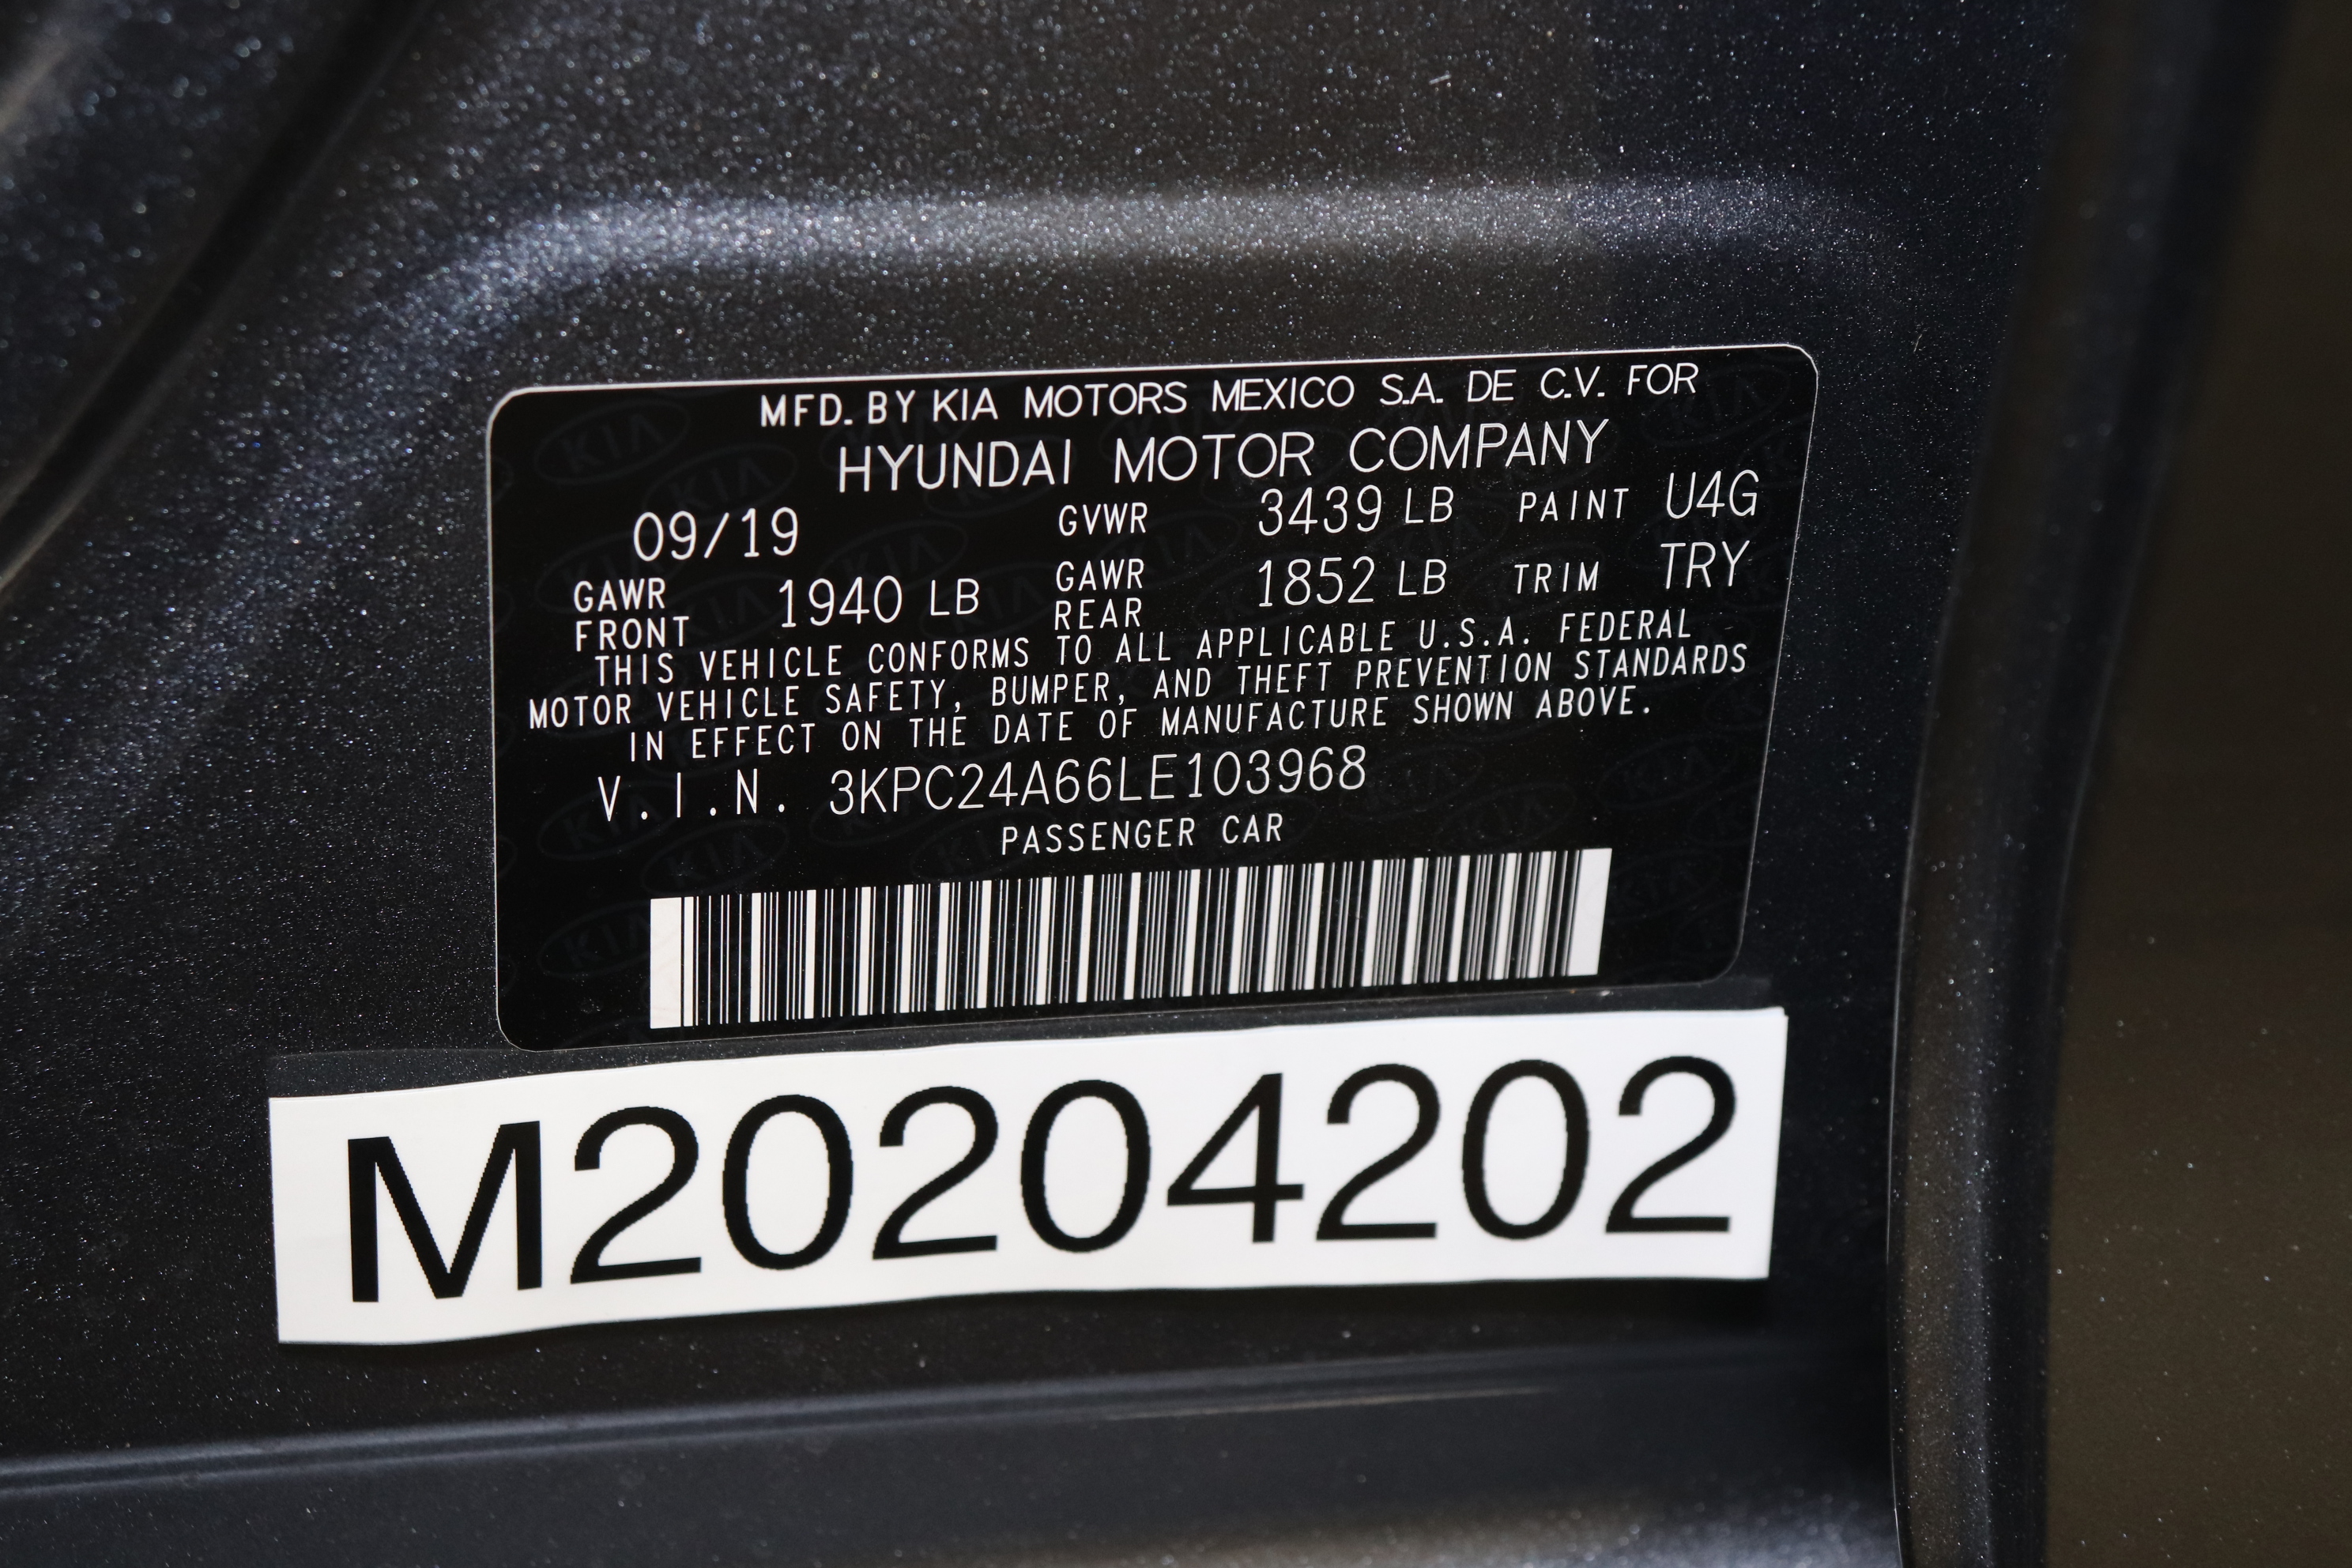 MFD. BY KIA MOTORS MEXICO S.A. DE C.V. FOR
HYUNDAI MOTOR COMPANY
09/19 GVWR 3439 LB PAINT U4G
GAWR FRONT 1940 LB GAWR REAR 1852 LB TRIM TRY
THIS VEHICLE CONFORMS TO ALL APPLICABLE U.S.A. FEDERAL
MOTOR VEHICLE SAFETY, BUMPER, AND THEFT PREVENTION STANDARDS
IN EFFECT ON THE DATE OF MANUFACTURE SHOWN ABOVE.
V.I.N. 3KPC24A66LE103968
PASSENGER CAR
M20204202